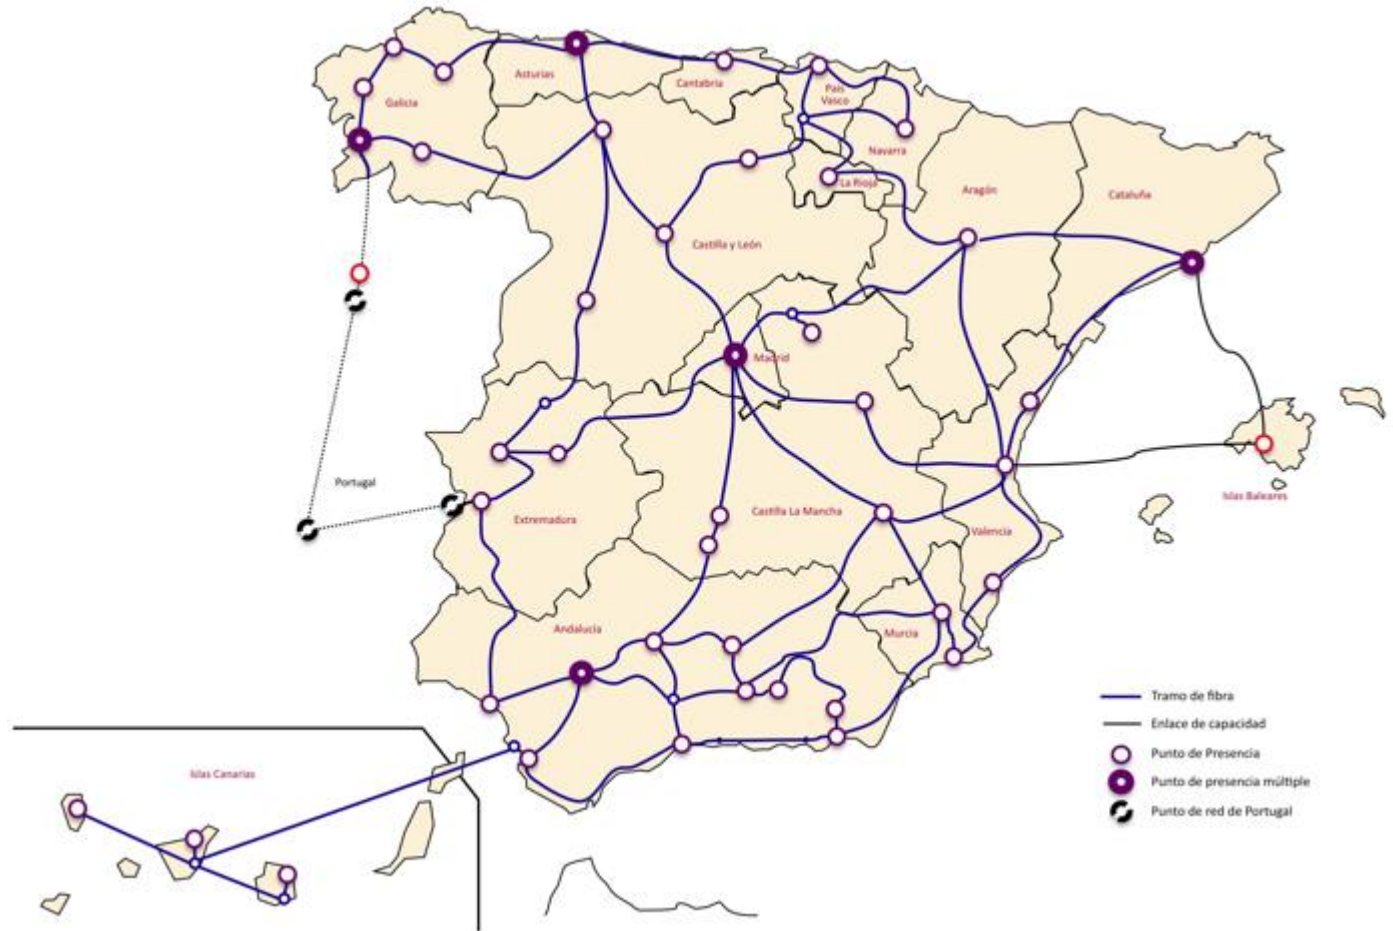 Asturias
Cantabria
País
Vasco
Galicia
Navarra
La Rioja
Aragón
Cataluña
Castilla y León
Madrid
Portugal
Extremadura
Castilla La Mancha
Islas Baleares
Valencia
Andalucía
Murcia
Islas Canarias
Tramo de fibra
Enlace de capacidad
Punto de Presencia
Punto de presencia múltiple
Punto de red de Portugal